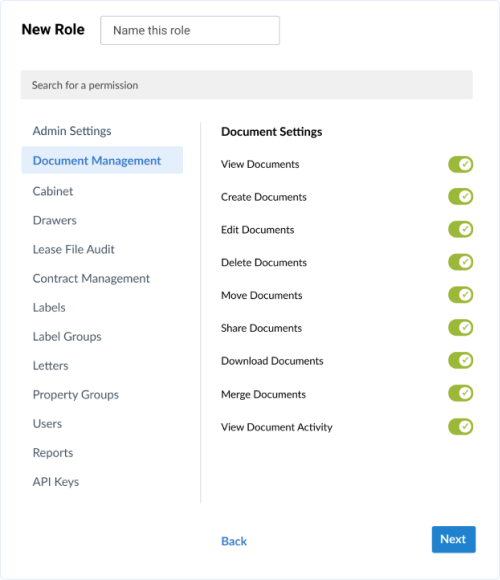 New Role
Name this role
Search for a permission
Admin Settings
Document Management
Cabinet
Drawers
Lease File Audit
Contract Management
Labels
Label Groups
Letters
Property Groups
Users
Reports
API Keys
Document Settings
View Documents
Create Documents
Edit Documents
Delete Documents
Move Documents
Share Documents
Download Documents
Merge Documents
View Document Activity
Back
Next